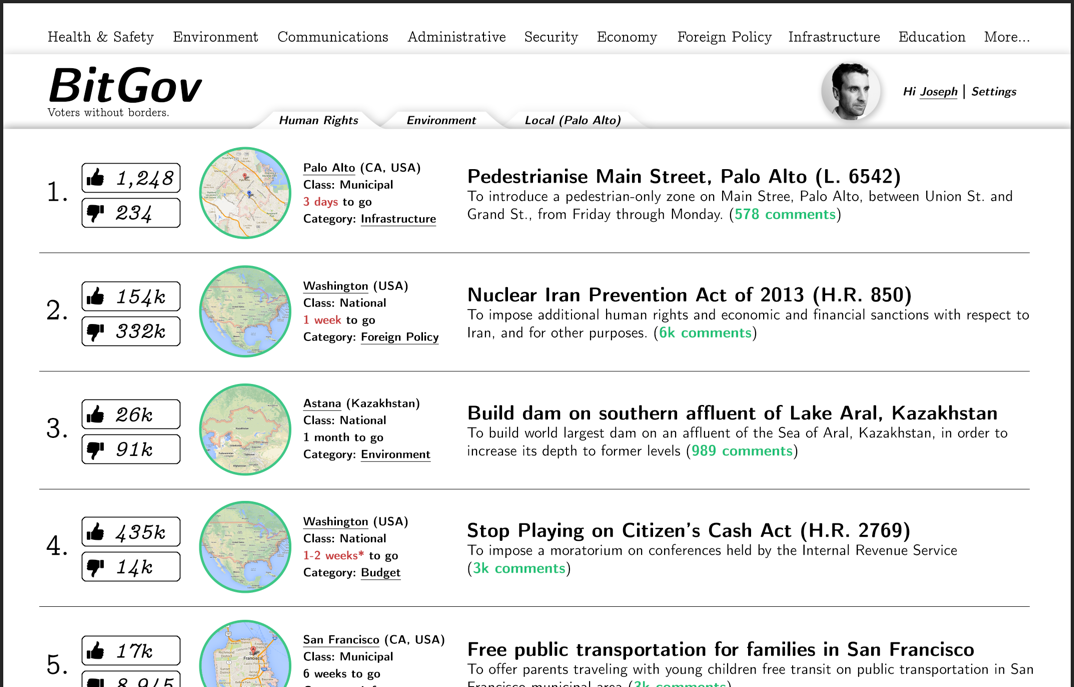 Health & Safety Environment Communications Administrative Security Economy Foreign Policy Infrastructure Education More...
BitGov
Voters without borders.
Hi Joseph | Settings
Human Rights Environment Local (Palo Alto)
1.
1,248
234
Palo Alto (CA, USA)
Class: Municipal
3 days to go
Category: Infrastructure
Pedestrianise Main Street, Palo Alto (L. 6542)
To introduce a pedestrian-only zone on Main Stree, Palo Alto, between Union St. and
Grand St., from Friday through Monday. (578 comments)
2.
154k
332k
Washington (USA)
Class: National
1 week to go
Category: Foreign Policy
Nuclear Iran Prevention Act of 2013 (H.R. 850)
To impose additional human rights and economic and financial sanctions with respect to
Iran, and for other purposes. (6k comments)
3.
26k
91k
Astana (Kazakhstan)
Class: National
1 month to go
Category: Environment
Build dam on southern affluent of Lake Aral, Kazakhstan
To build world largest dam on an affluent of the Sea of Aral, Kazakhstan, in order to
increase its depth to former levels (989 comments)
4.
435k
14k
Washington (USA)
Class: National
1-2 weeks* to go
Category: Budget
Stop Playing on Citizen's Cash Act (H.R. 2769)
To impose a moratorium on conferences held by the Internal Revenue Service
(3k comments)
5.
17k
8,945
San Francisco (CA, USA)
Class: Municipal
6 weeks to go
Free public transportation for families in San Francisco
To offer parents traveling with young children free transit on public transportation in San
Francisco municipal area (3k comments)